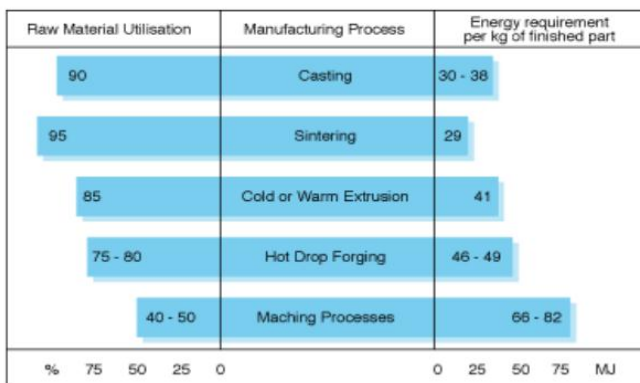 Raw Material Utilisation Manufacturing Process Energy requirement
per kg of finished part
90 Casting 30 - 38
95 Sintering 29
85 Cold or Warm Extrusion 41
75 - 80 Hot Drop Forging 46 - 49
40 - 50 Maching Processes 66 - 82
% 75 50 25 0 0 25 50 75 MJ